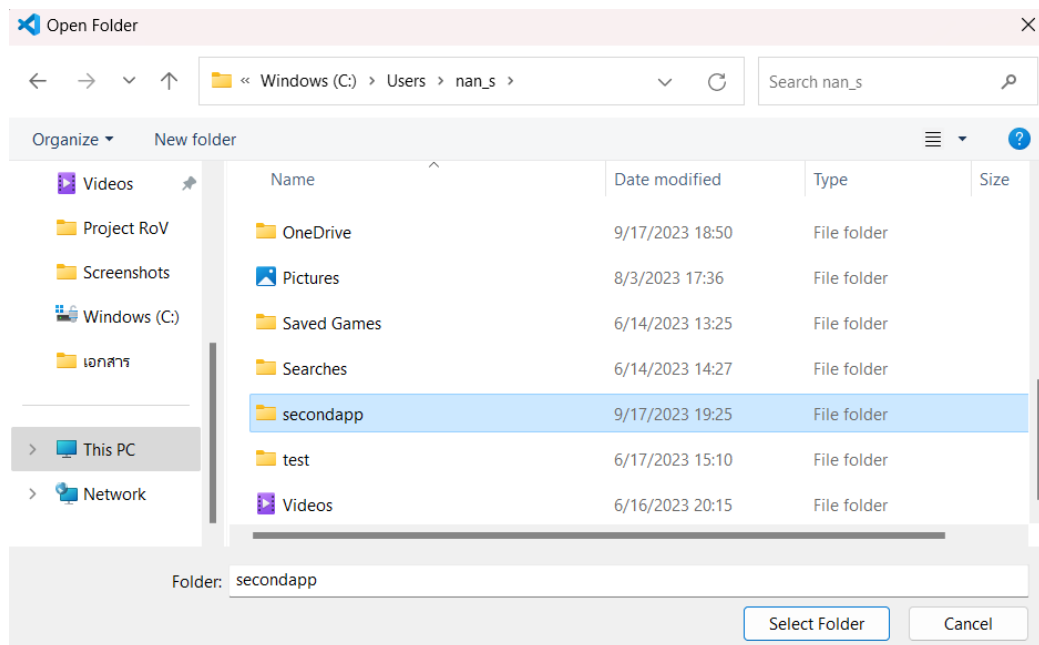 Open Folder
« Windows (C:) > Users > nan_s >
Search nan_s
Organize
New folder
Videos
Project RoV
Screenshots
Windows (C:)
เอกสาร
This PC
Network
Name Date modified Type Size
OneDrive 9/17/2023 18:50 File folder
Pictures 8/3/2023 17:36 File folder
Saved Games 6/14/2023 13:25 File folder
Searches 6/14/2023 14:27 File folder
secondapp 9/17/2023 19:25 File folder
test 6/17/2023 15:10 File folder
Videos 6/16/2023 20:15 File folder
Folder: secondapp
Select Folder
Cancel